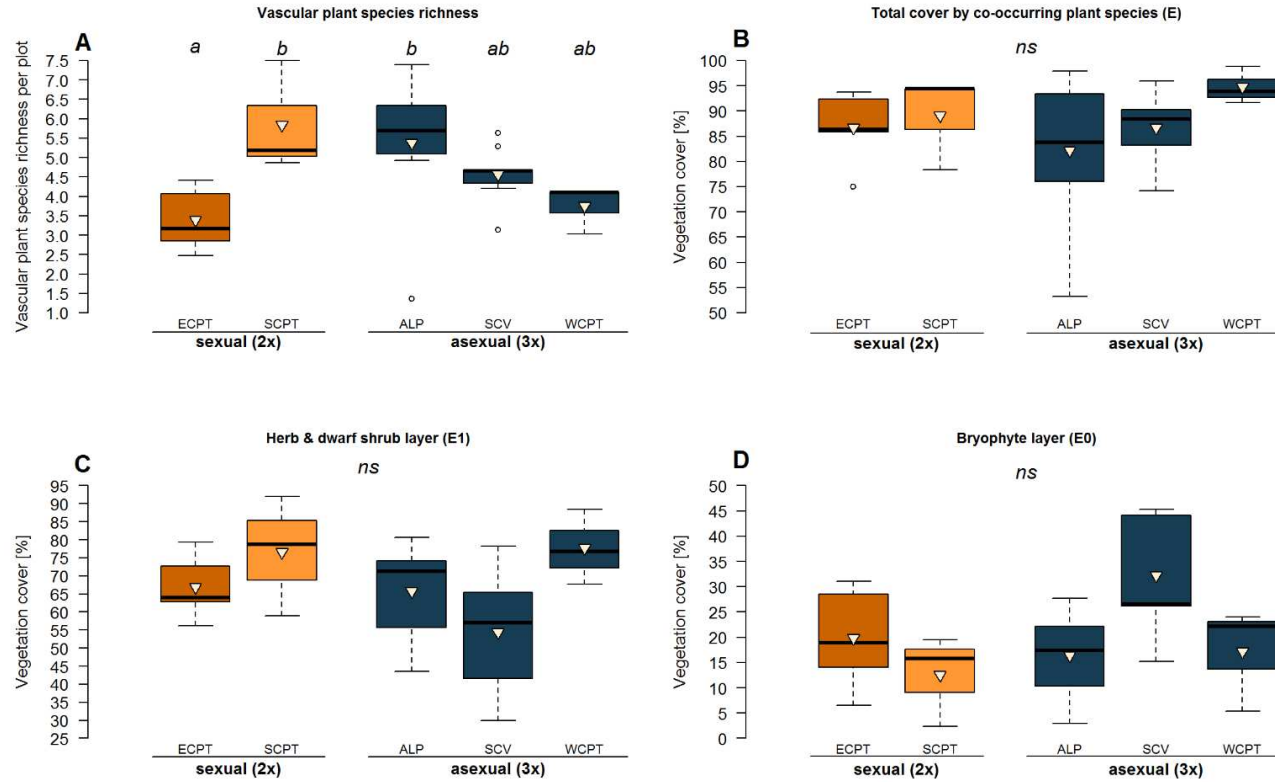 Vascular plant species richness
A
a b b ab ab
Vascular plant species richness per plot
7.5
7.0
6.5
6.0
5.5
5.0
4.5
4.0
3.5
3.0
2.5
2.0
1.5
1.0
ECPT SCPT ALP SCV WCPT
sexual (2x) asexual (3x)
Total cover by co-occurring plant species (E)
B
ns
Vegetation cover [%]
100
95
90
85
80
75
70
65
60
55
50
ECPT SCPT ALP SCV WCPT
sexual (2x) asexual (3x)
Herb & dwarf shrub layer (E1)
C
ns
Vegetation cover [%]
95
90
85
80
75
70
65
60
55
50
45
40
35
30
25
ECPT SCPT ALP SCV WCPT
sexual (2x) asexual (3x)
Bryophyte layer (E0)
D
ns
Vegetation cover [%]
50
45
40
35
30
25
20
15
10
5
0
ECPT SCPT ALP SCV WCPT
sexual (2x) asexual (3x)